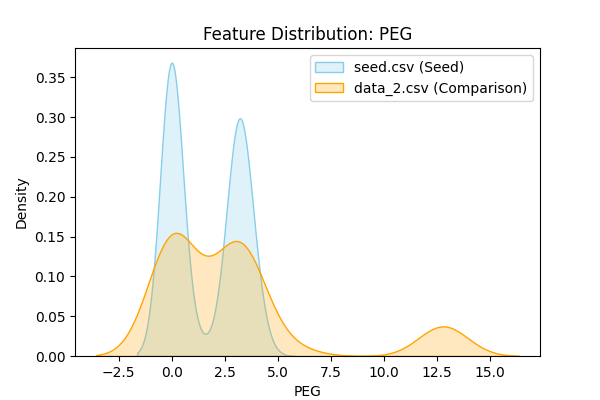 Feature Distribution: PEG
seed.csv (Seed)
data_2.csv (Comparison)
Density
0.35
0.30
0.25
0.20
0.15
0.10
0.05
0.00
−2.5 0.0 2.5 5.0 7.5 10.0 12.5 15.0
PEG